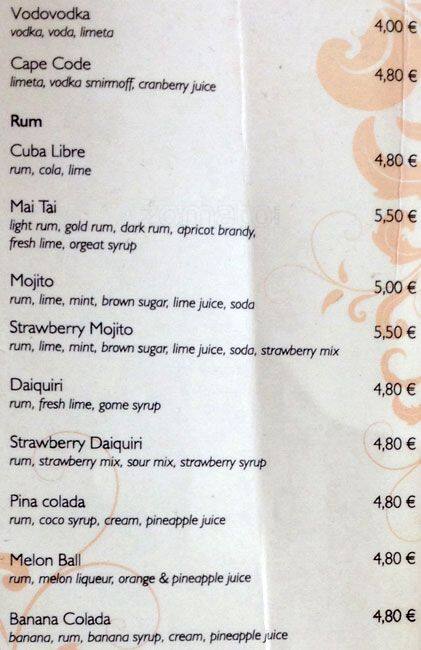 Vodovodka 4,00 €
vodka, voda, limeta
Cape Code 4,80 €
limeta, vodka smirnoff, cranberry juice
Rum
Cuba Libre 4,80 €
rum, cola, lime
Mai Tai 5,50 €
light rum, gold rum, dark rum, apricot brandy,
fresh lime, orgeat syrup
Mojito 5,00 €
rum, lime, mint, brown sugar, lime juice, soda
Strawberry Mojito 5,50 €
rum, lime, mint, brown sugar, lime juice, soda, strawberry mix
Daiquiri 4,80 €
rum, fresh lime, gome syrup
Strawberry Daiquiri 4,80 €
rum, strawberry mix, sour mix, strawberry syrup
Pina colada 4,80 €
rum, coco syrup, cream, pineapple juice
Melon Ball 4,80 €
rum, melon liqueur, orange & pineapple juice
Banana Colada 4,80 €
banana, rum, banana syrup, cream, pineapple juice